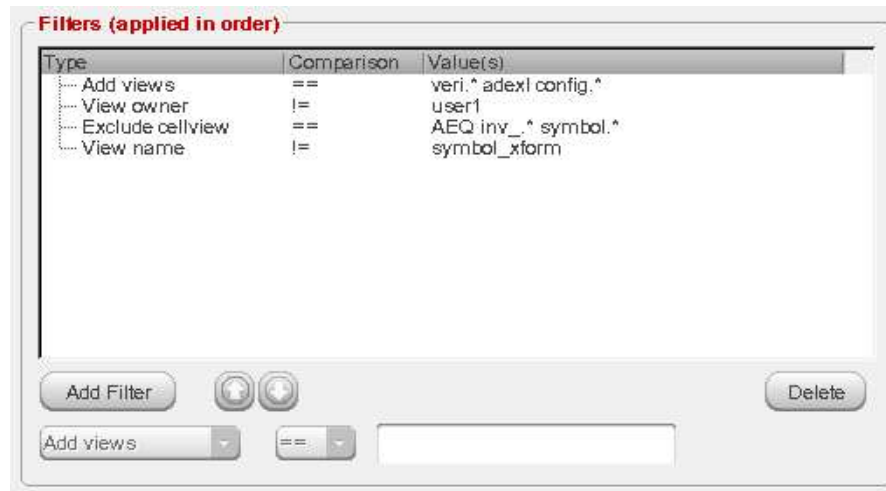 Filters (applied in order)
Type Comparison Value(s)
Add views == veri.* adexl config.*
View owner != user1
Exclude cellview == AEQ inv_.* symbol.*
View name != symbol_xform
Add Filter Delete
Add views ==